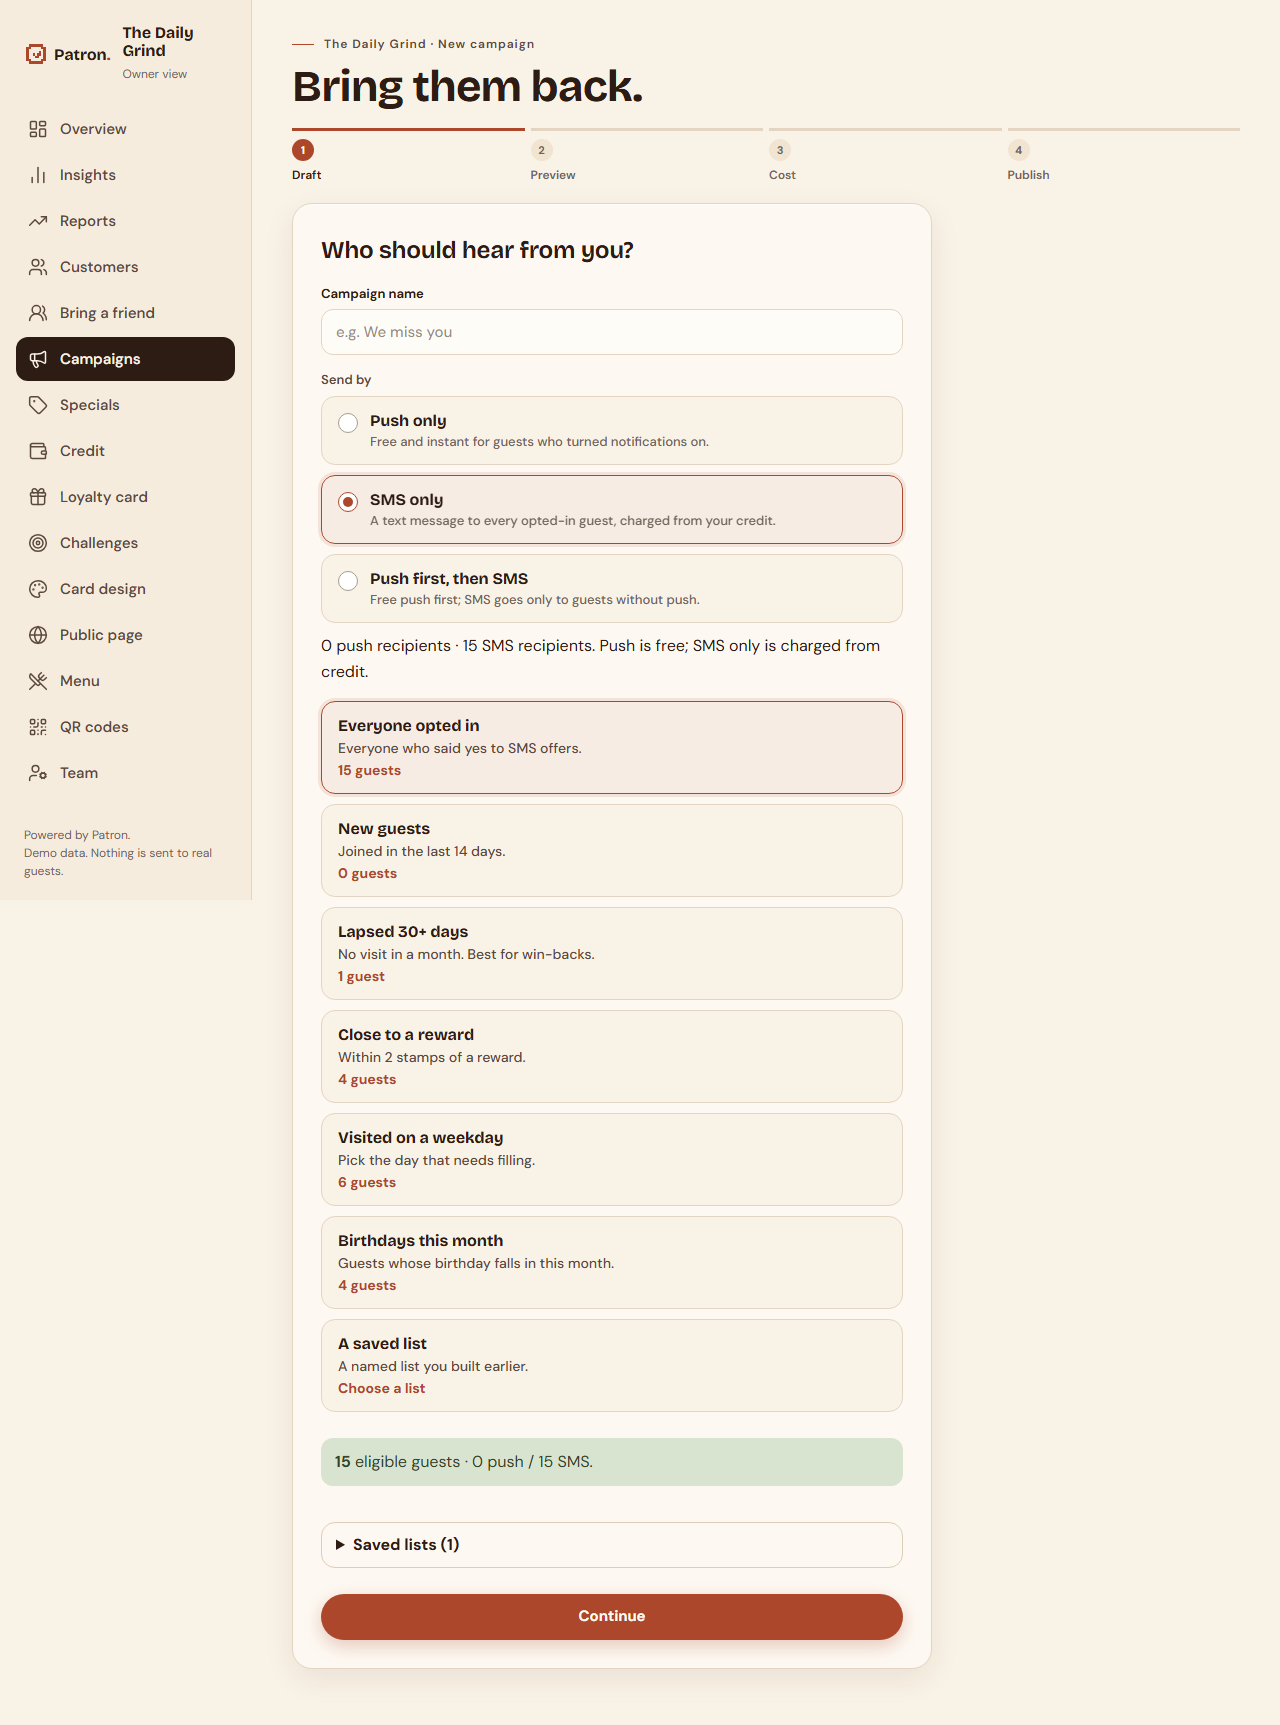 Patron.
The Daily
Grind
Owner view
Overview
Insights
Reports
Customers
Bring a friend
Campaigns
Specials
Credit
Loyalty card
Challenges
Card design
Public page
Menu
QR codes
Team
Powered by Patron.
Demo data. Nothing is sent to real
guests.
The Daily Grind · New campaign
Bring them back.
1
Draft
2
Preview
3
Cost
4
Publish
Who should hear from you?
Campaign name
e.g. We miss you
Send by
Push only
Free and instant for guests who turned notifications on.
SMS only
A text message to every opted-in guest, charged from your credit.
Push first, then SMS
Free push first; SMS goes only to guests without push.
0 push recipients · 15 SMS recipients. Push is free; SMS only is charged from
credit.
Everyone opted in
Everyone who said yes to SMS offers.
15 guests
New guests
Joined in the last 14 days.
0 guests
Lapsed 30+ days
No visit in a month. Best for win-backs.
1 guest
Close to a reward
Within 2 stamps of a reward.
4 guests
Visited on a weekday
Pick the day that needs filling.
6 guests
Birthdays this month
Guests whose birthday falls in this month.
4 guests
A saved list
A named list you built earlier.
Choose a list
15 eligible guests · 0 push / 15 SMS.
Saved lists (1)
Continue